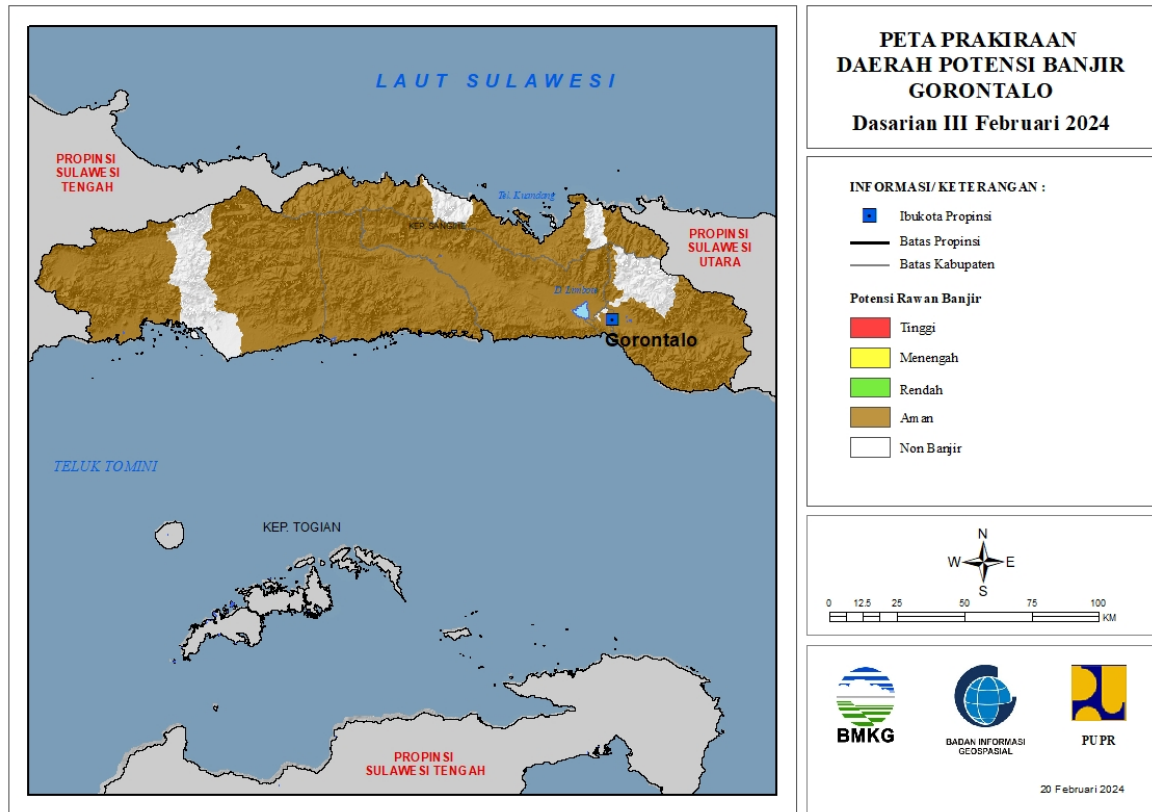 LAUT SULAWESI
PROPINSI
SULAWESI
TENGAH
Tel. Kuandang
KEP. SANGIHE
PROPINSI
SULAWESI
UTARA
D. Limboto
Gorontalo
TELUK TOMINI
KEP. TOGIAN
PROPINSI
SULAWESI TENGAH
PETA PRAKIRAAN
DAERAH POTENSI BANJIR
GORONTALO
Dasarian III Februari 2024
INFORMASI/KETERANGAN :
Ibukota Propinsi
Batas Propinsi
Batas Kabupaten
Potensi Rawan Banjir
Tinggi
Menengah
Rendah
Aman
Non Banjir
N
W E
S
0 12.5 25 50 75 100
KM
BMKG
BADAN INFORMASI
GEOSPASIAL
PUPR
20 Februari 2024